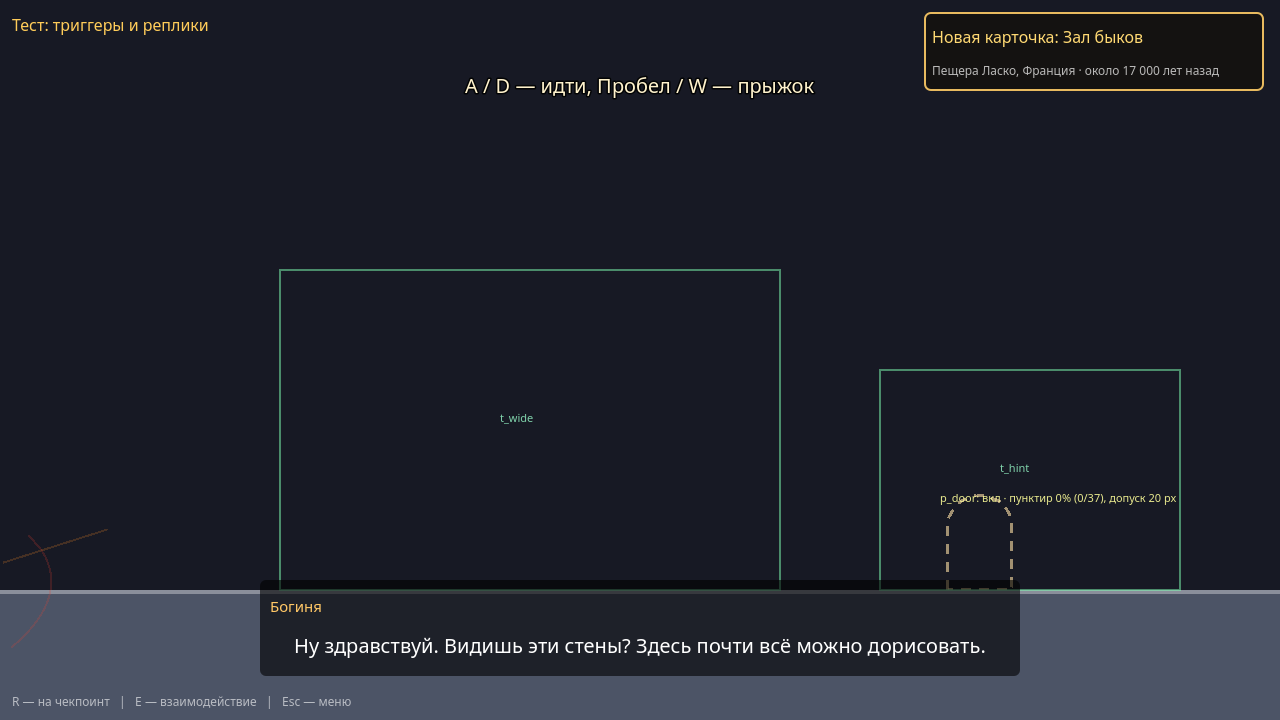 Тест: триггеры и реплики
Новая карточка: Зал быков
Пещера Ласко, Франция · около 17 000 лет назад
A / D — идти, Пробел / W — прыжок
t_wide
t_hint
p_door: вкл · пунктир 0% (0/37), допуск 20 px
Богиня
Ну здравствуй. Видишь эти стены? Здесь почти всё можно дорисовать.
R — на чекпоинт | E — взаимодействие | Esc — меню